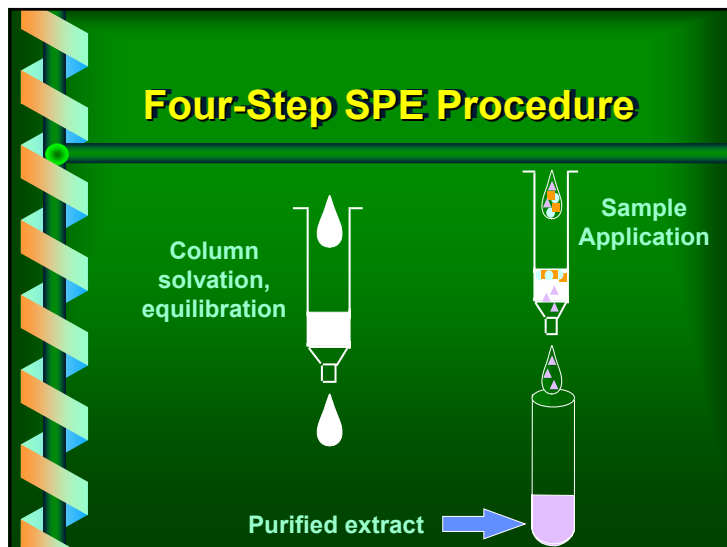 Four-Step SPE Procedure
Column
solvation,
equilibration
Sample
Application
Purified extract